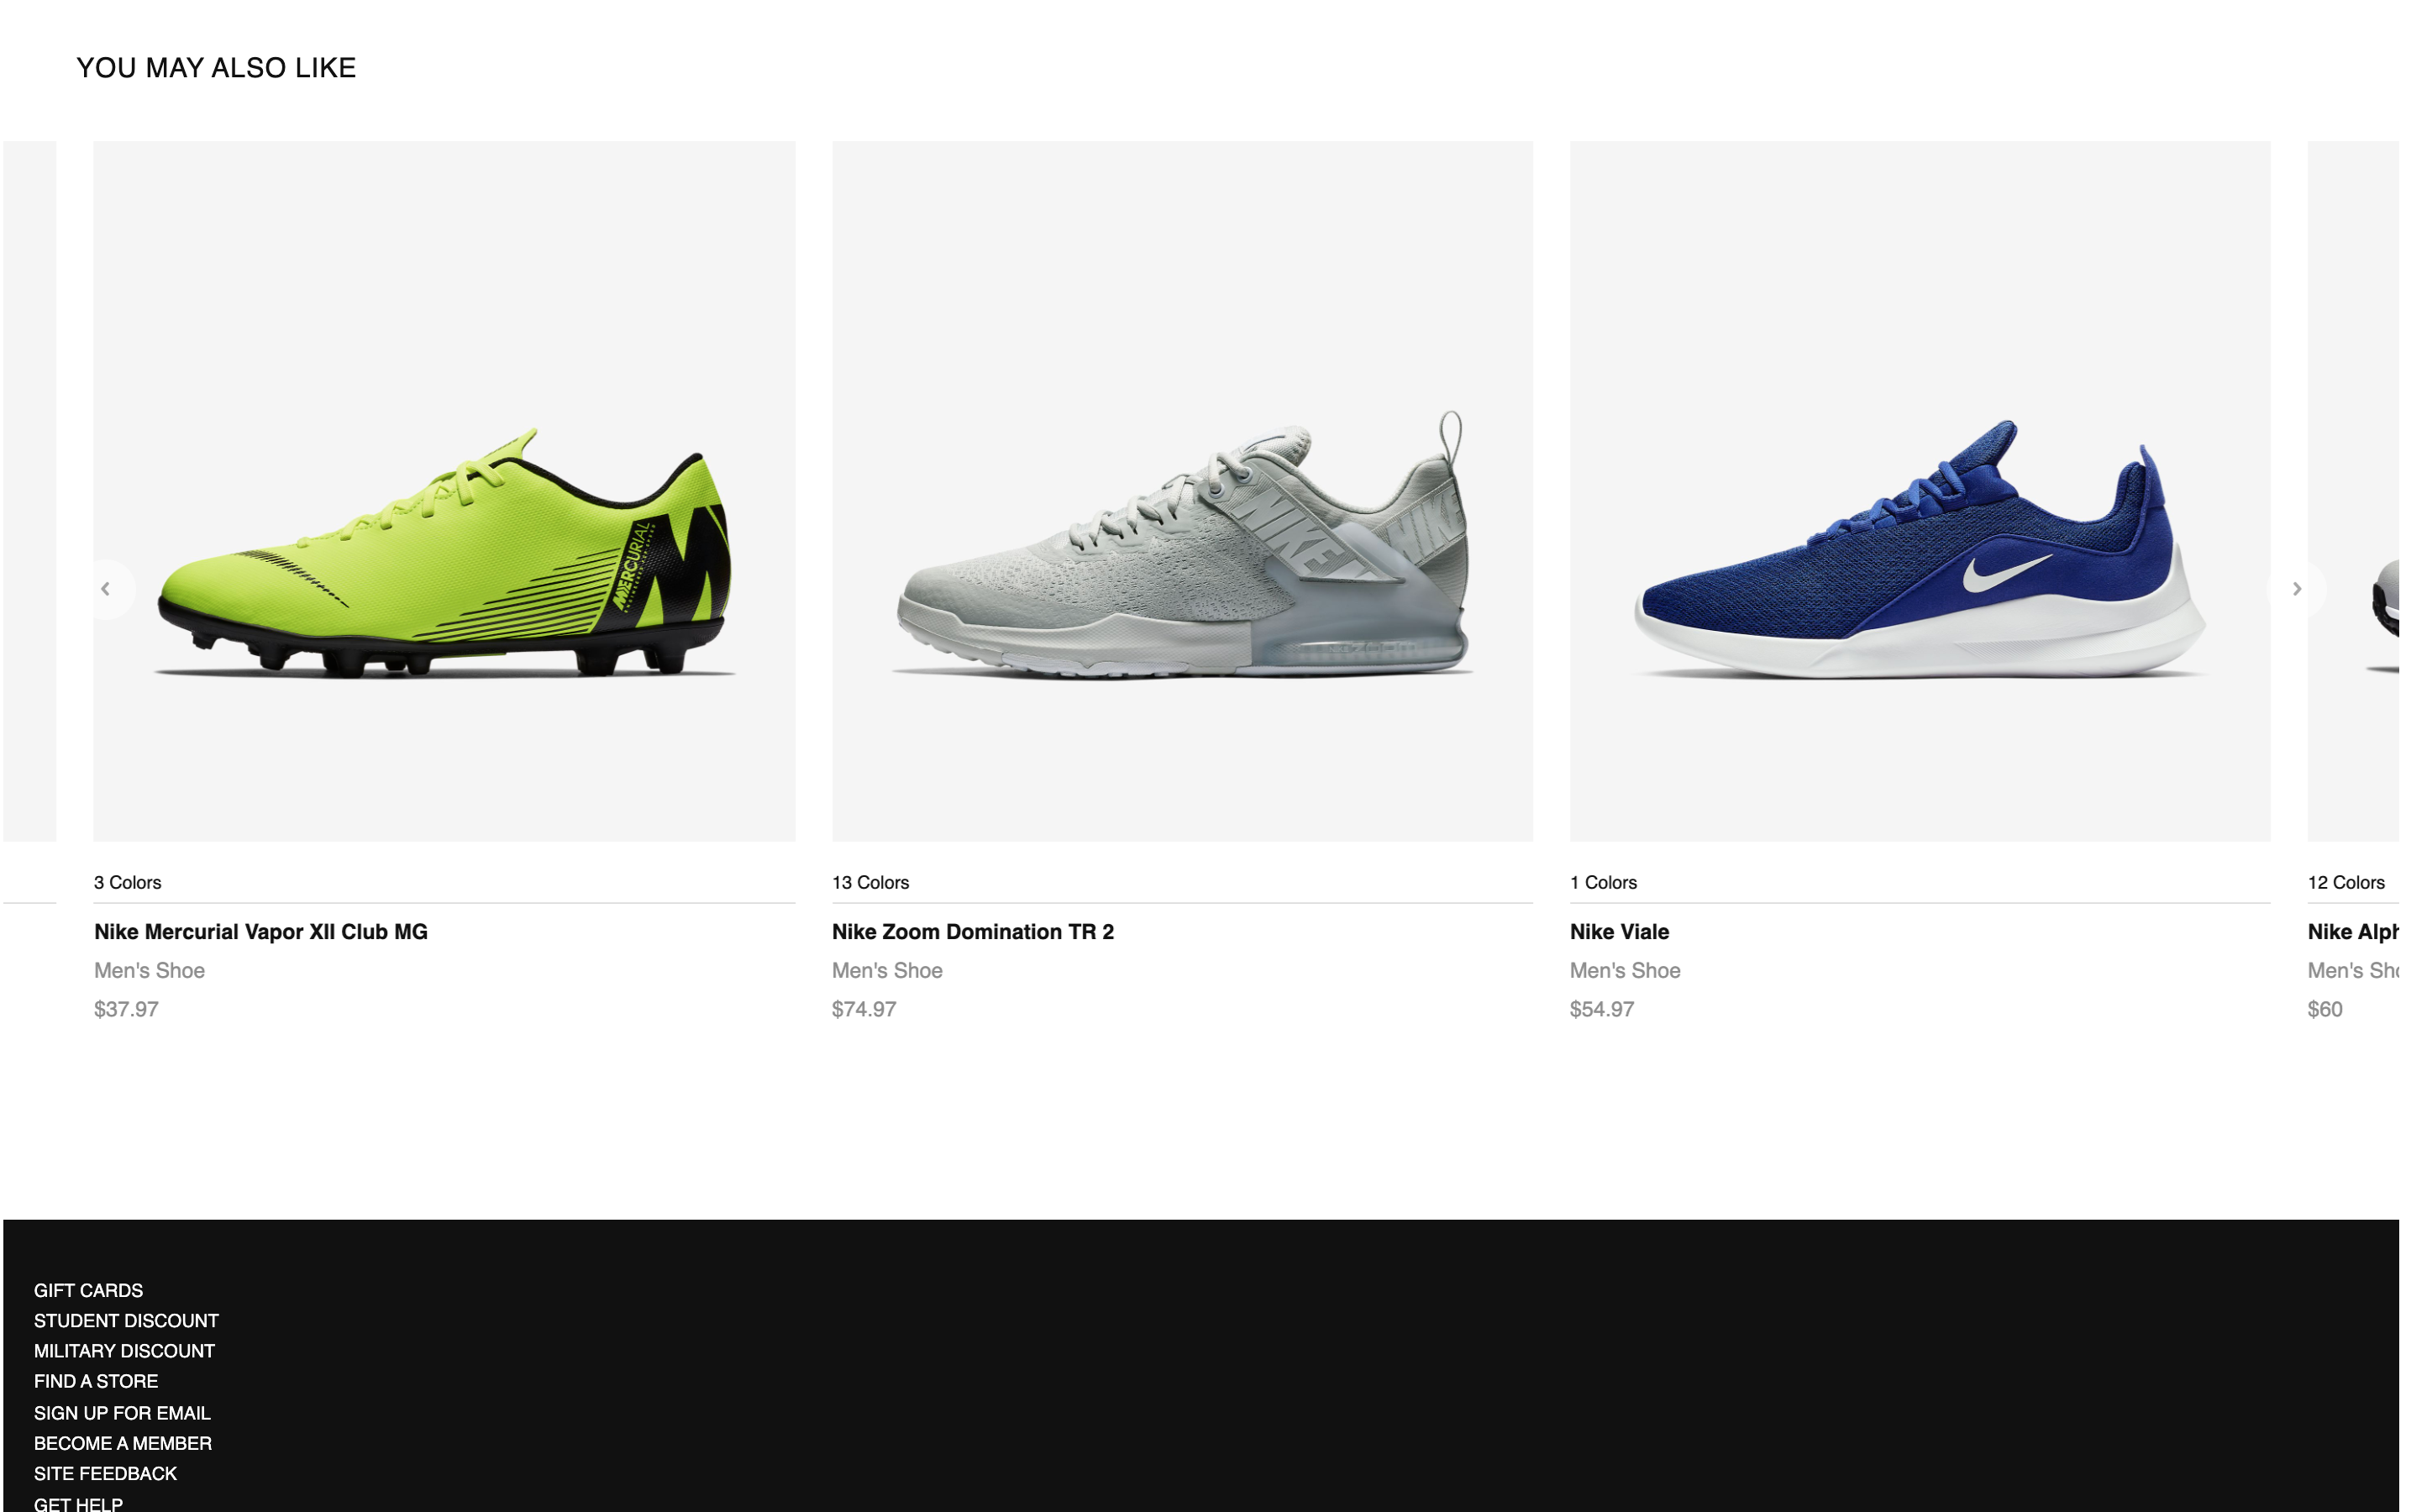 YOU MAY ALSO LIKE
MERCURIAL
M
NIKE
NIKE
3 Colors
Nike Mercurial Vapor XII Club MG
Men's Shoe
$37.97
13 Colors
Nike Zoom Domination TR 2
Men's Shoe
$74.97
1 Colors
Nike Viale
Men's Shoe
$54.97
12 Colors
Nike Alph
Men's Sho
$60
GIFT CARDS
STUDENT DISCOUNT
MILITARY DISCOUNT
FIND A STORE
SIGN UP FOR EMAIL
BECOME A MEMBER
SITE FEEDBACK
GET HELP